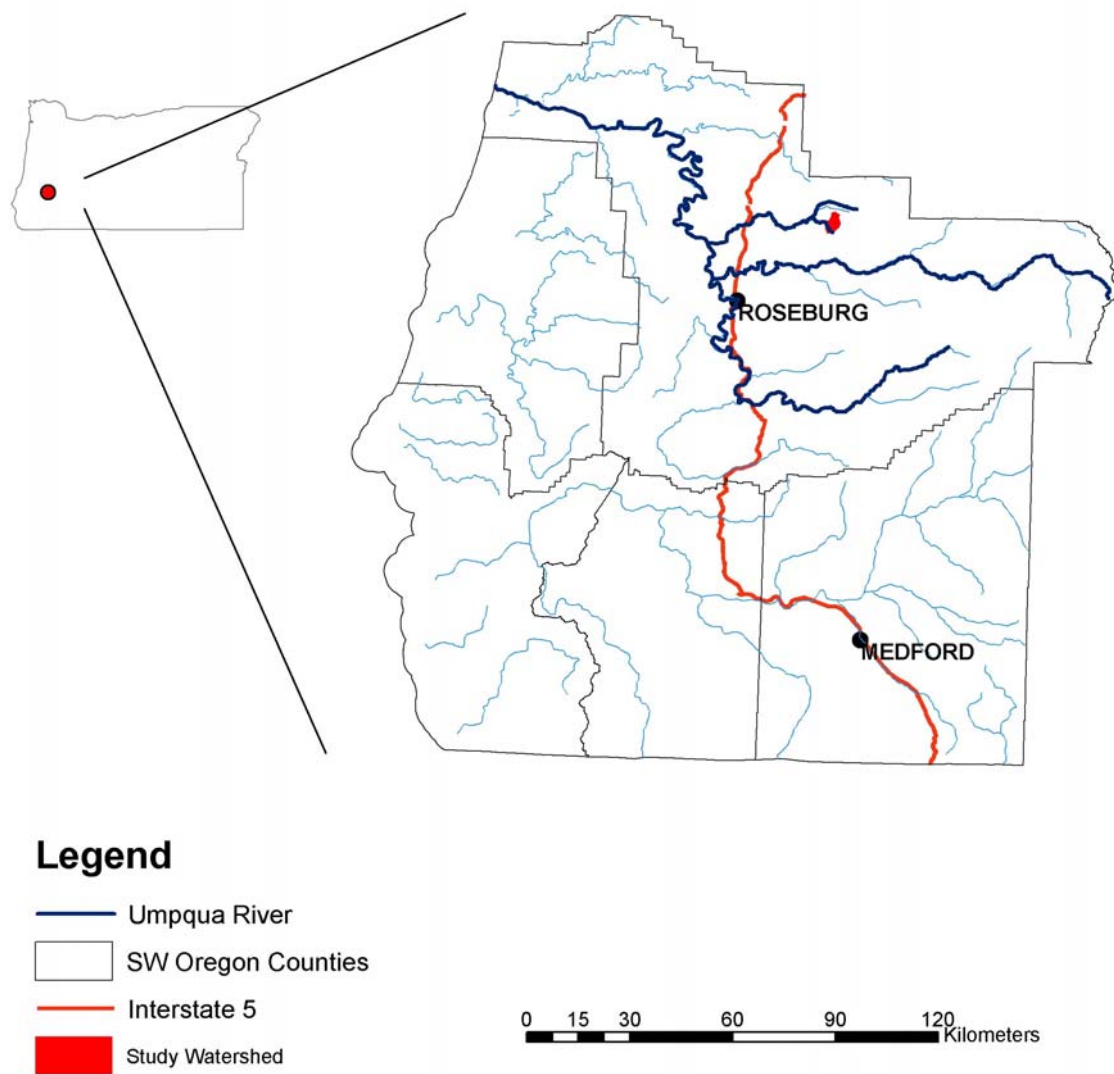 ROSEBURG
MEDFORD
Legend
Umpqua River
SW Oregon Counties
Interstate 5
Study Watershed
0 15 30 60 90 120
Kilometers